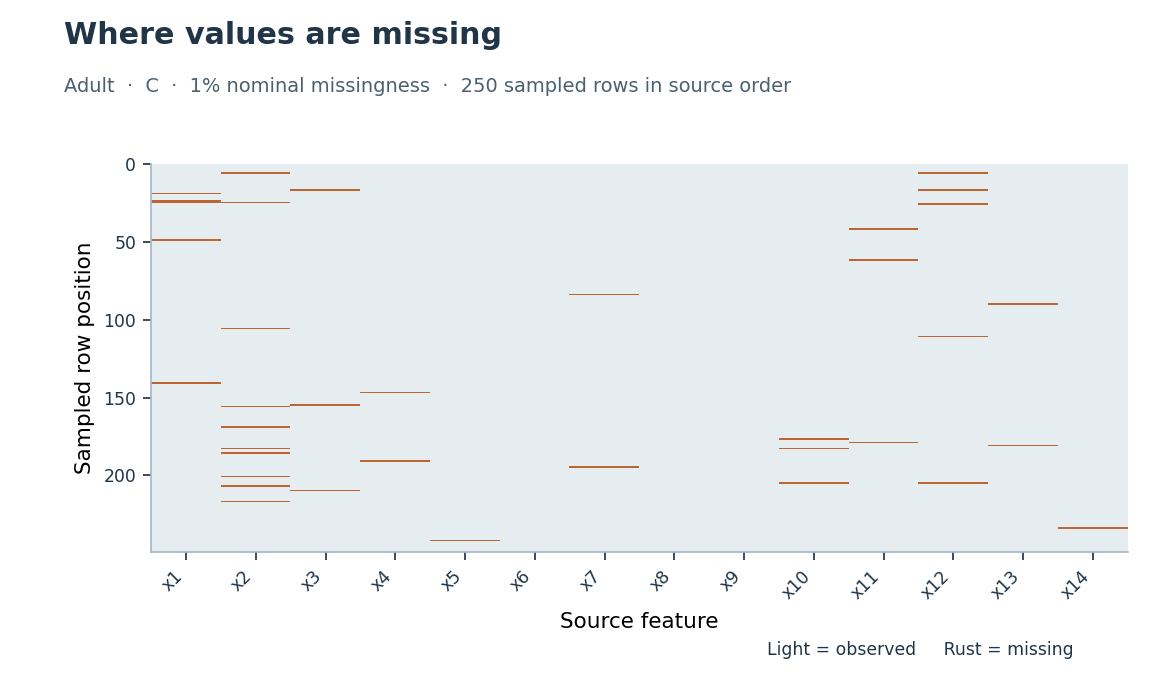 Where values are missing
Adult · C · 1% nominal missingness · 250 sampled rows in source order
0
50
100
150
200
Sampled row position
x1 x2 x3 x4 x5 x6 x7 x8 x9 x10 x11 x12 x13 x14
Source feature
Light = observed Rust = missing